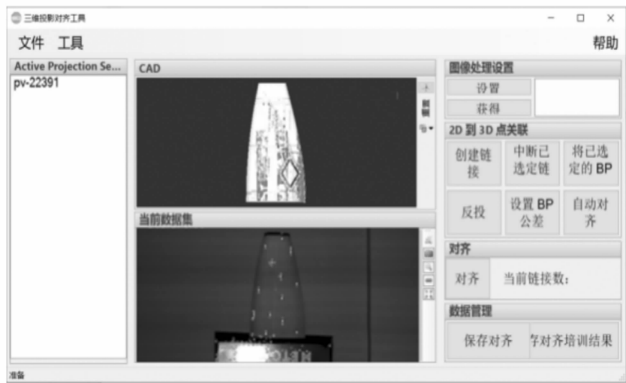 三维投影对齐工具
文件 工具 帮助
Active Projection Se...
pv-22391
CAD
当前数据集
图像处理设置
设置
获得
2D 到 3D 点关联
创建链
接
中断已
选定链
将已选
定的 BP
反投
设置 BP
公差
自动对
齐
对齐
对齐 当前链接数:
数据管理
保存对齐 存对齐培训结果
准备